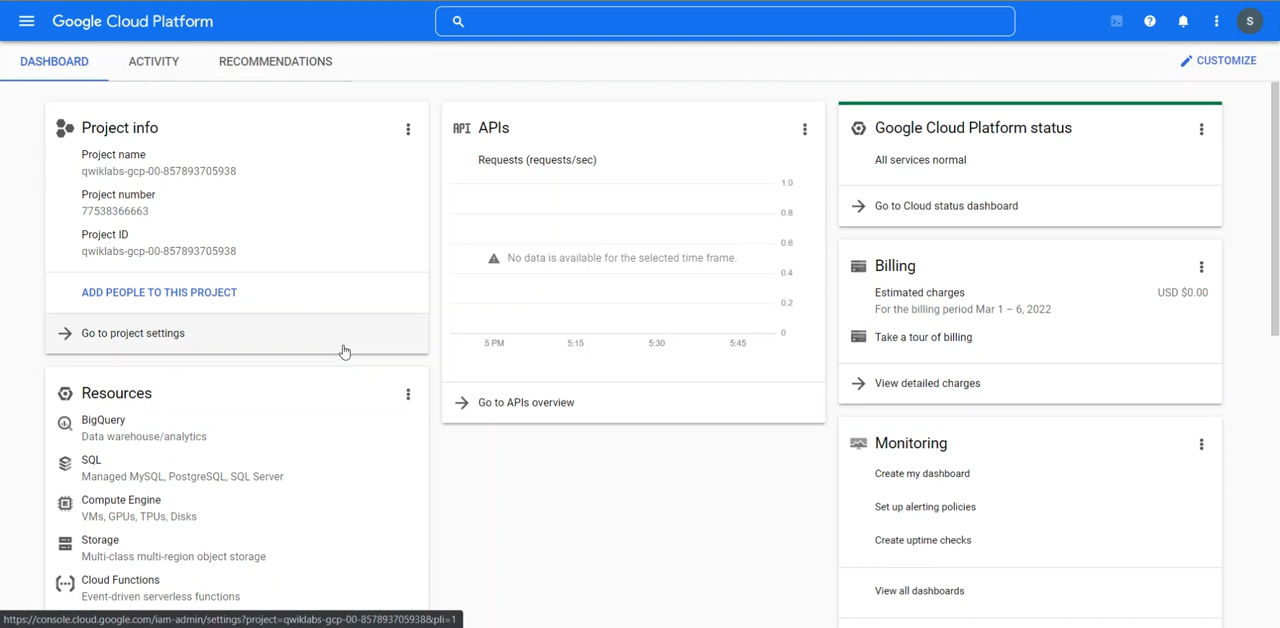 Google Cloud Platform
S
DASHBOARD
ACTIVITY
RECOMMENDATIONS
CUSTOMIZE
Project info
Project name
qwiklabs-gcp-00-857893705938
Project number
77538366663
Project ID
qwiklabs-gcp-00-857893705938
ADD PEOPLE TO THIS PROJECT
Go to project settings
Resources
BigQuery
Data warehouse/analytics
SQL
Managed MySQL, PostgreSQL, SQL Server
Compute Engine
VMs, GPUs, TPUs, Disks
Storage
Multi-class multi-region object storage
Cloud Functions
Event-driven serverless functions
API APIs
Requests (requests/sec)
1.0
0.8
0.6
No data is available for the selected time frame.
0.4
0.2
0
5 PM 5:15 5:30 5:45
Go to APIs overview
Google Cloud Platform status
All services normal
Go to Cloud status dashboard
Billing
Estimated charges USD $0.00
For the billing period Mar 1 – 6, 2022
Take a tour of billing
View detailed charges
Monitoring
Create my dashboard
Set up alerting policies
Create uptime checks
View all dashboards
https://console.cloud.google.com/iam-admin/settings?project=qwiklabs-gcp-00-857893705938&pli=1